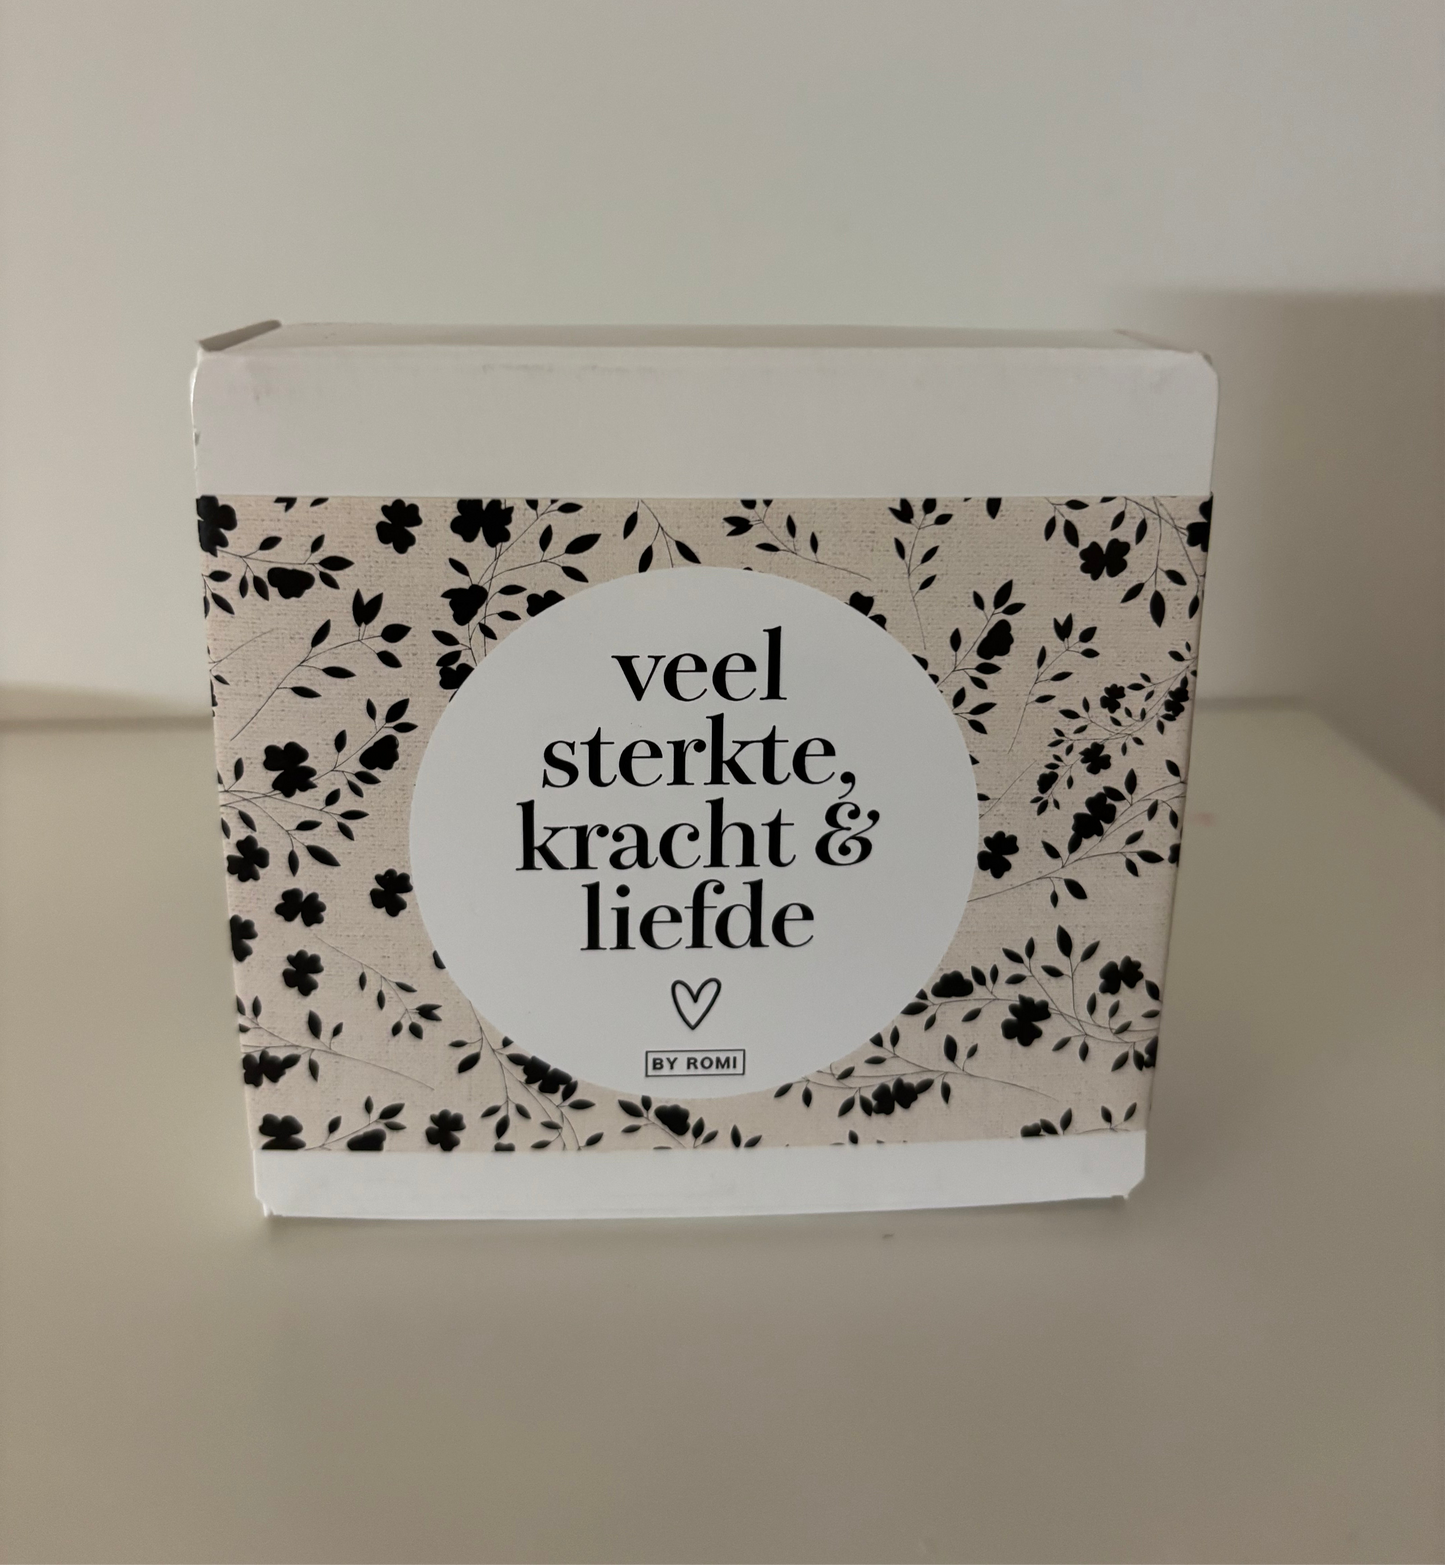 veel
sterkte,
kracht &
liefde
BY ROMI